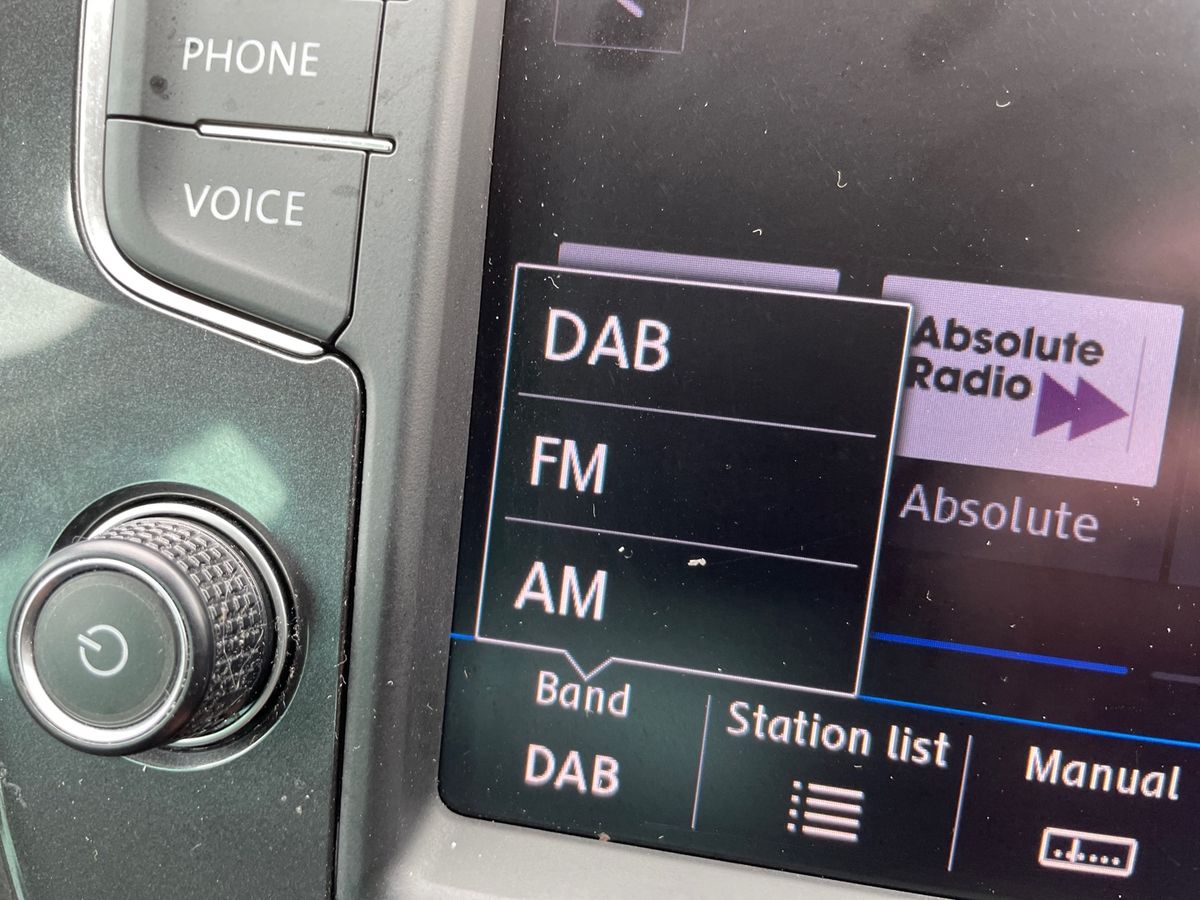 PHONE
VOICE
DAB
FM
AM
Absolute
Radio
Absolute
Band
DAB
Station list
Manual